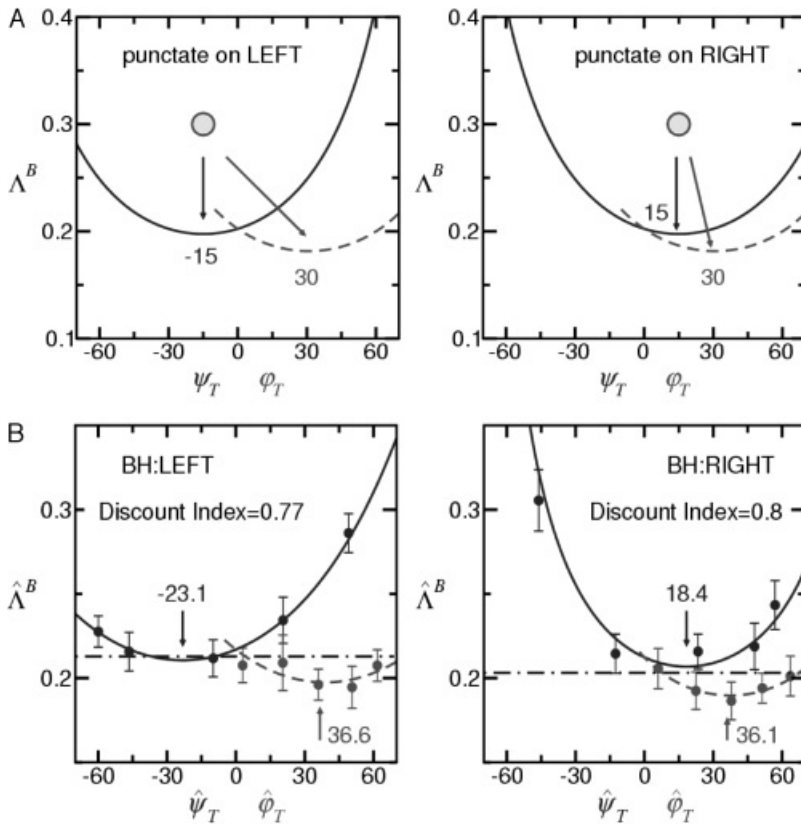 A
punctate on LEFT
punctate on RIGHT
0.4
0.3
Λ^B
0.2
0.1
-15
30
-60 -30 0 30 60
ψ_T φ_T
0.4
0.3
Λ^B
0.2
0.1
15
30
-60 -30 0 30 60
ψ_T φ_T
B
BH:LEFT
Discount Index=0.77
0.3
Λ̂^B
0.2
-23.1
36.6
-60 -30 0 30 60
ψ̂_T φ̂_T
BH:RIGHT
Discount Index=0.8
0.3
Λ̂^B
0.2
18.4
36.1
-60 -30 0 30 60
ψ̂_T φ̂_T